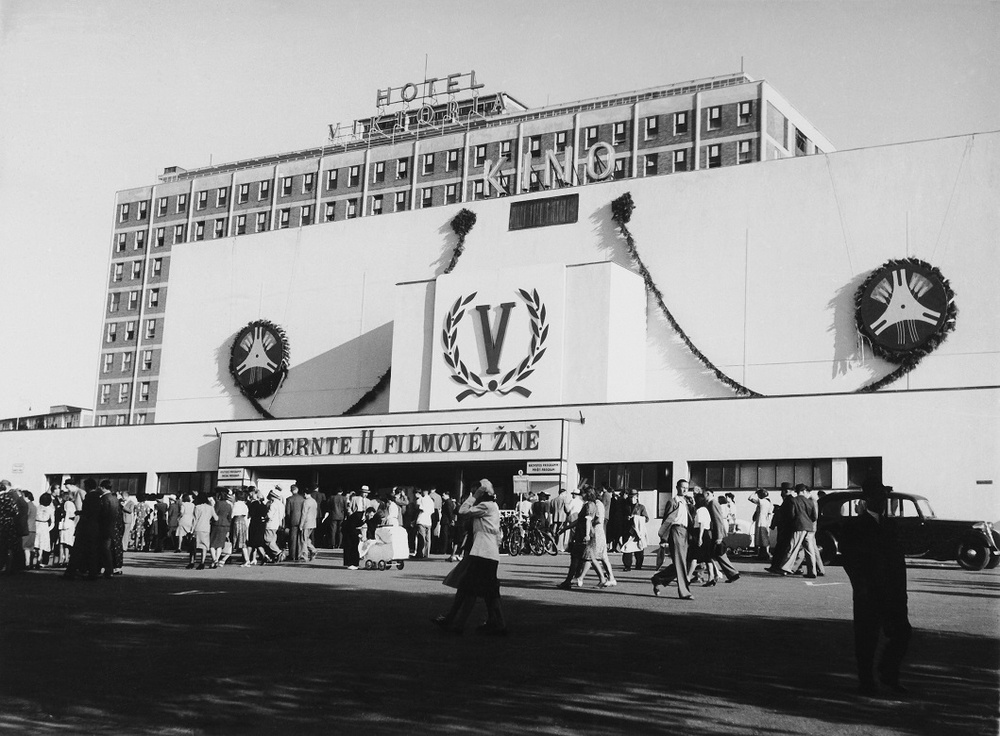 HOTEL
VIKTORIA
KINO
V
FILMERNTE II. FILMOVÉ ŽNĚ